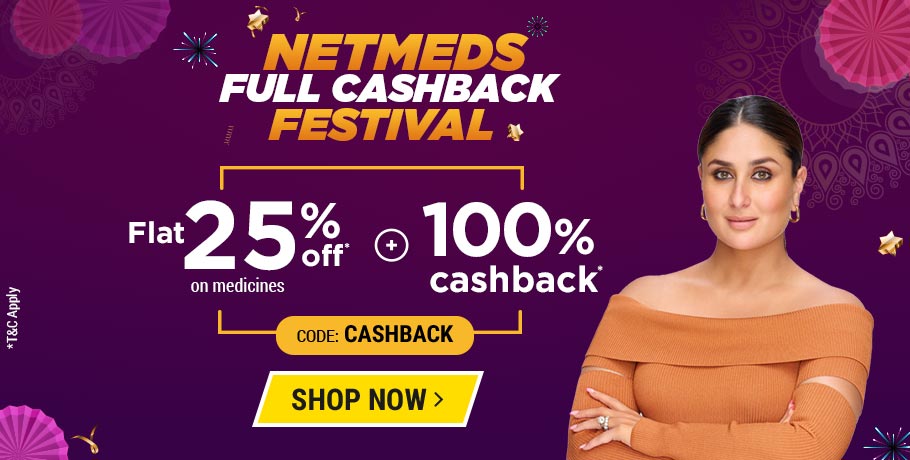 NETMEDS
FULL CASHBACK
FESTIVAL
Flat 25% off*
on medicines
+
100%
cashback*
CODE: CASHBACK
SHOP NOW >
*T&C Apply